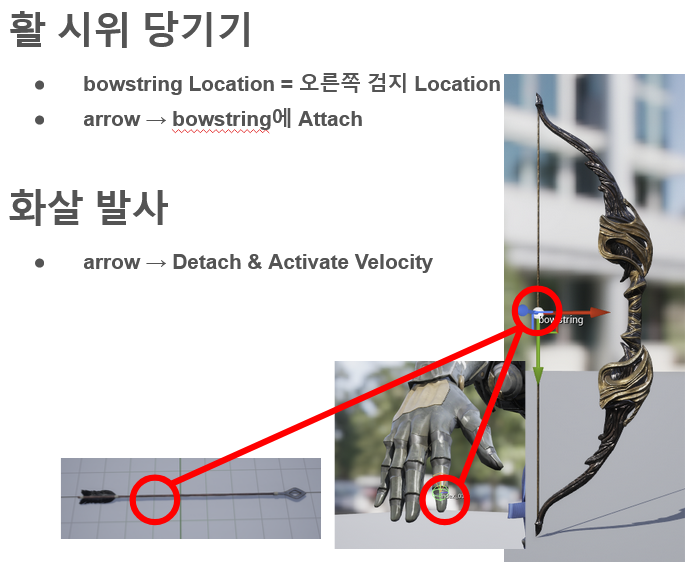 활 시위 당기기
● bowstring Location = 오른쪽 검지 Location
● arrow → bowstring에 Attach
화살 발사
● arrow → Detach & Activate Velocity
bowstring